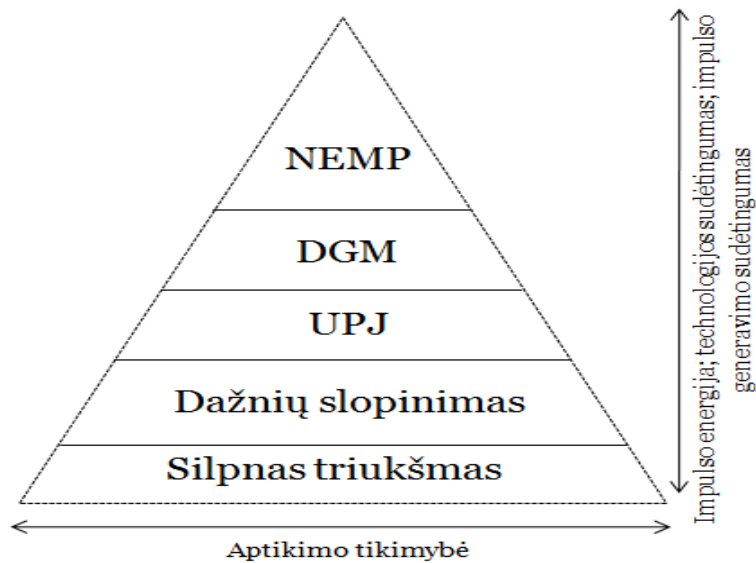 NEMP
DGM
UPJ
Dažnių slopinimas
Silpnas triukšmas
Aptikimo tikimybė
Impulso energija; technologijos sudėtingumas; impulso
generavimo sudėtingumas